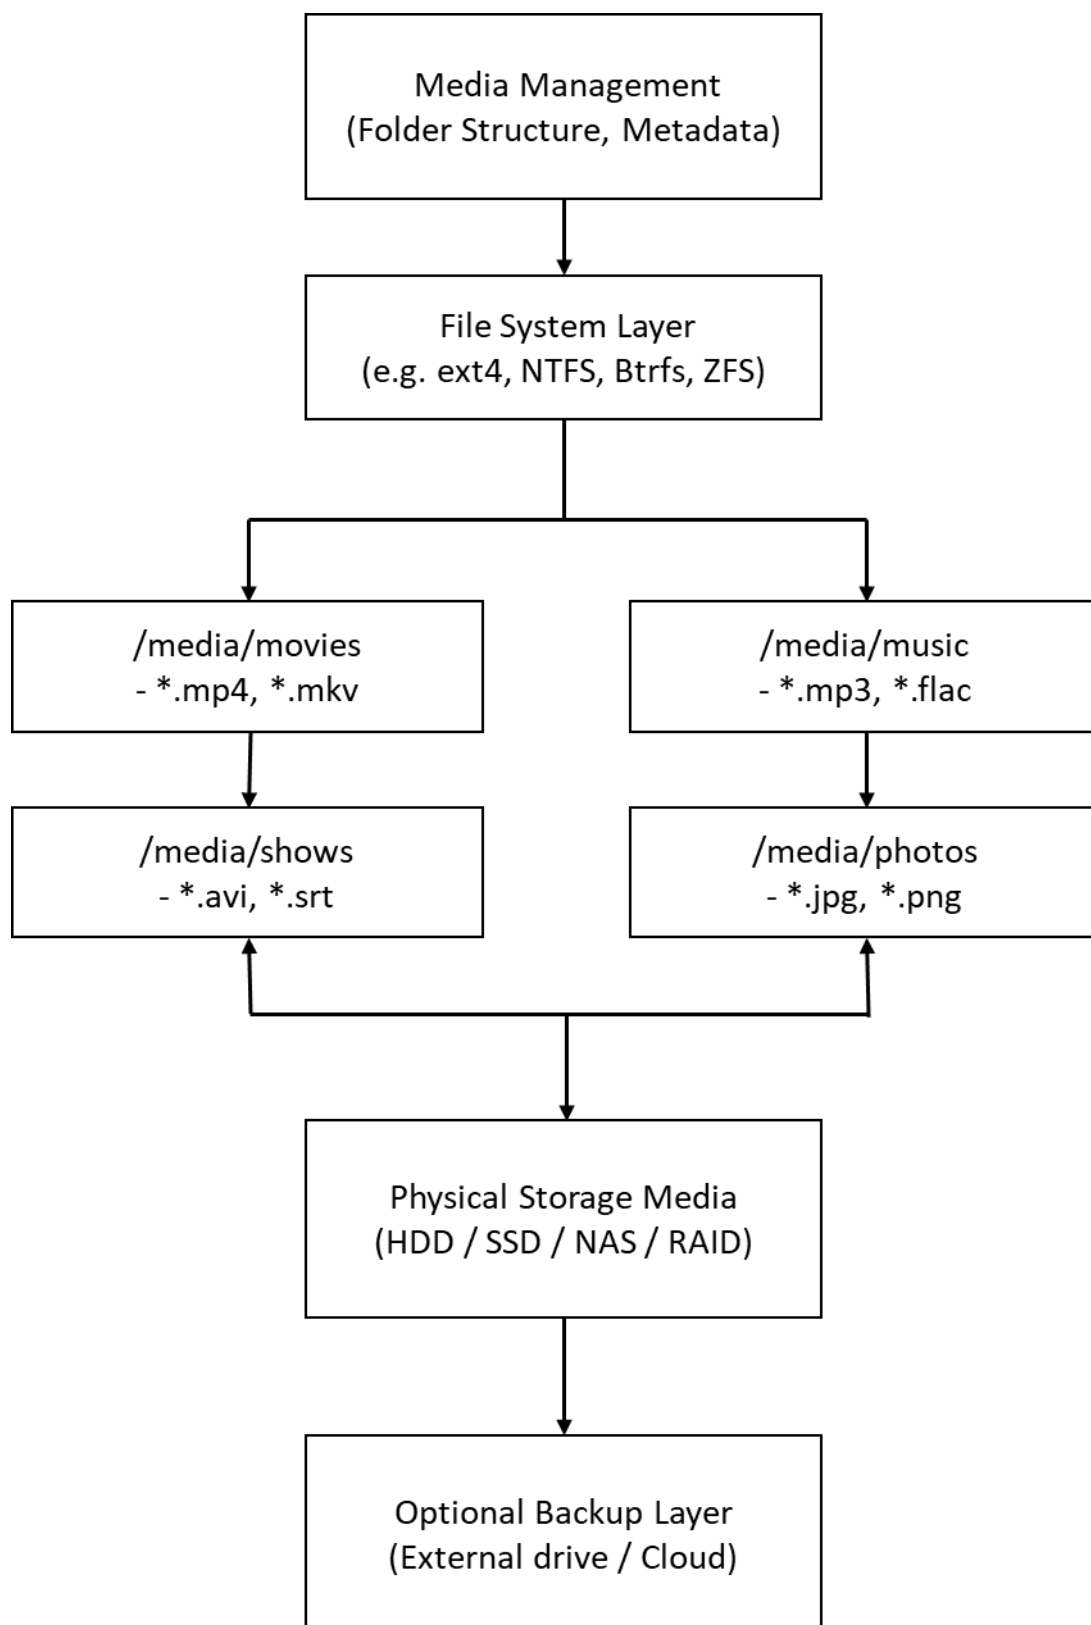 Media Management
(Folder Structure, Metadata)
File System Layer
(e.g. ext4, NTFS, Btrfs, ZFS)
/media/movies
- *.mp4, *.mkv
/media/music
- *.mp3, *.flac
/media/shows
- *.avi, *.srt
/media/photos
- *.jpg, *.png
Physical Storage Media
(HDD / SSD / NAS / RAID)
Optional Backup Layer
(External drive / Cloud)